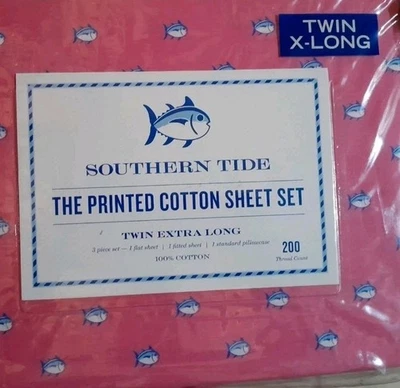 TWIN
X-LONG
SOUTHERN TIDE
THE PRINTED COTTON SHEET SET
TWIN EXTRA LONG
3 piece set — 1 flat sheet | 1 fitted sheet | 1 standard pillowcase
100% COTTON
200
Thread Count